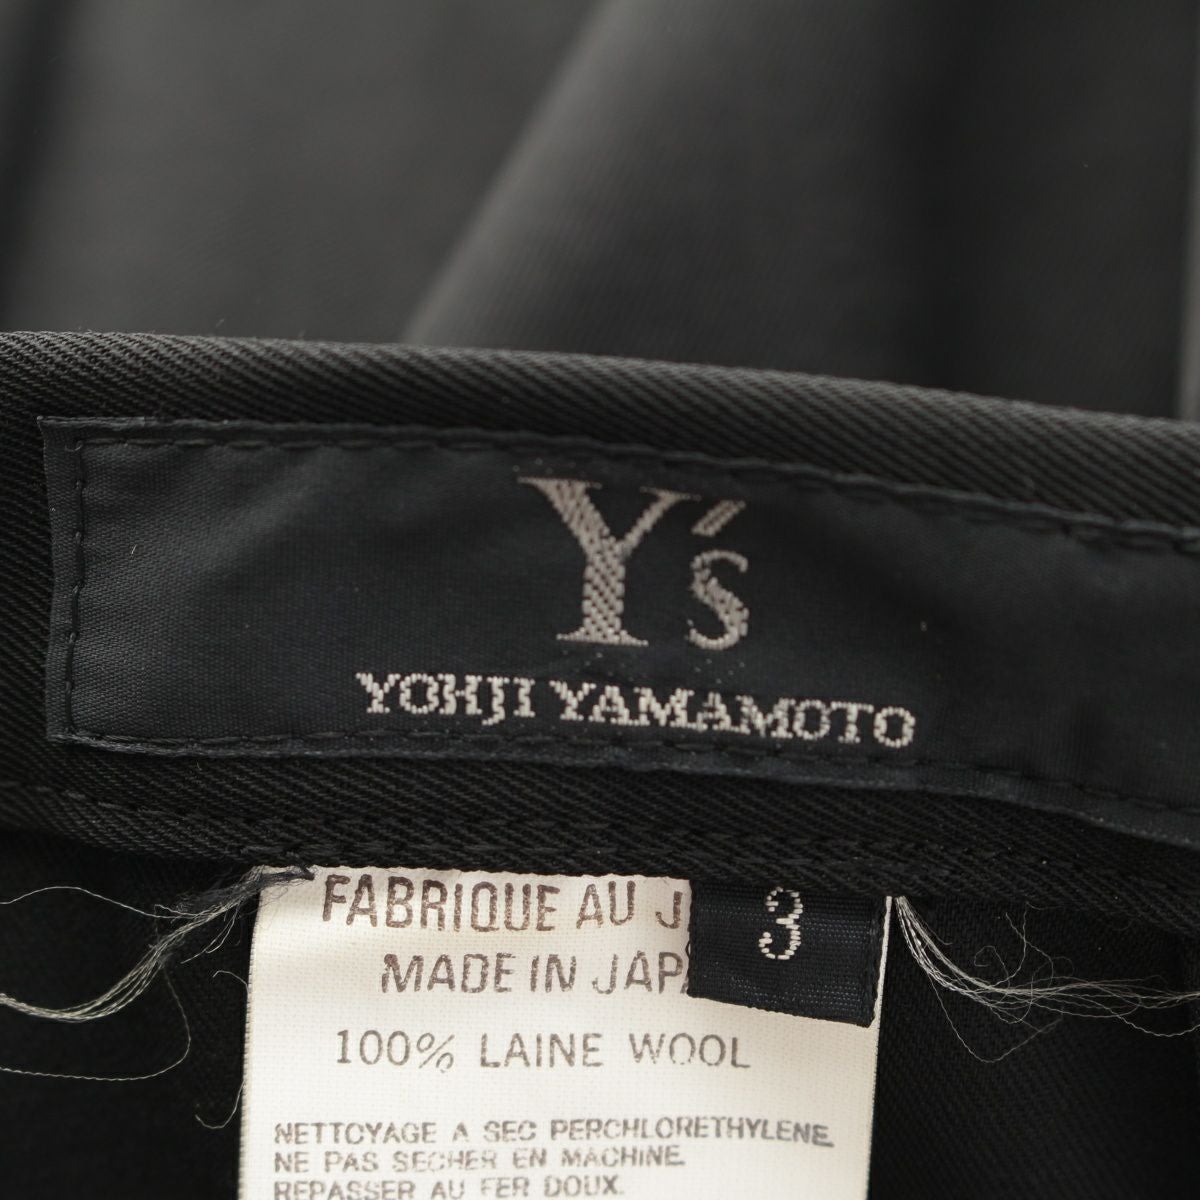 Y's
YOHJI YAMAMOTO
FABRIQUE AU
3
MADE IN
100% LAINE WOOL
NETTOYAGE A SEC PERCHLORETHYLENE
NE PAS SECHER EN MACHINE
REPASSER AU FER DOUX.